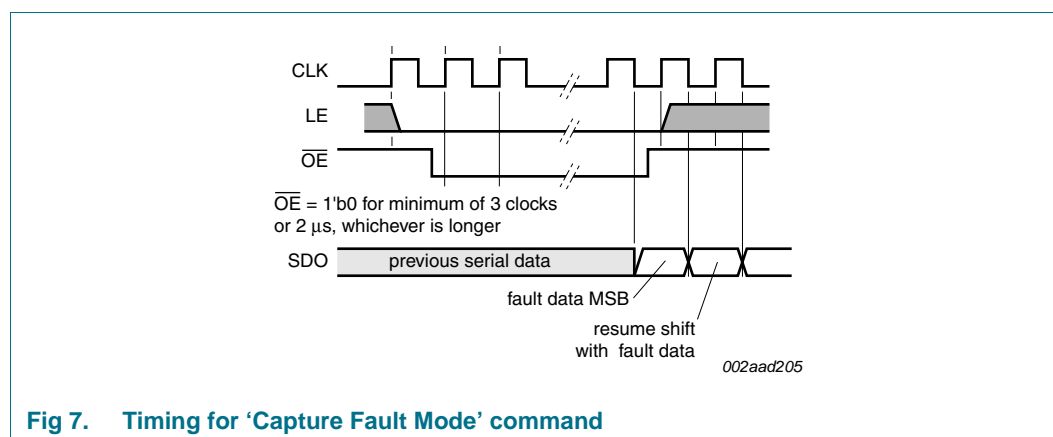 CLK
LE
OE
OE = 1'b0 for minimum of 3 clocks
or 2 μs, whichever is longer
SDO
previous serial data
fault data MSB
resume shift
with fault data
002aad205
Fig 7. Timing for ‘Capture Fault Mode’ command